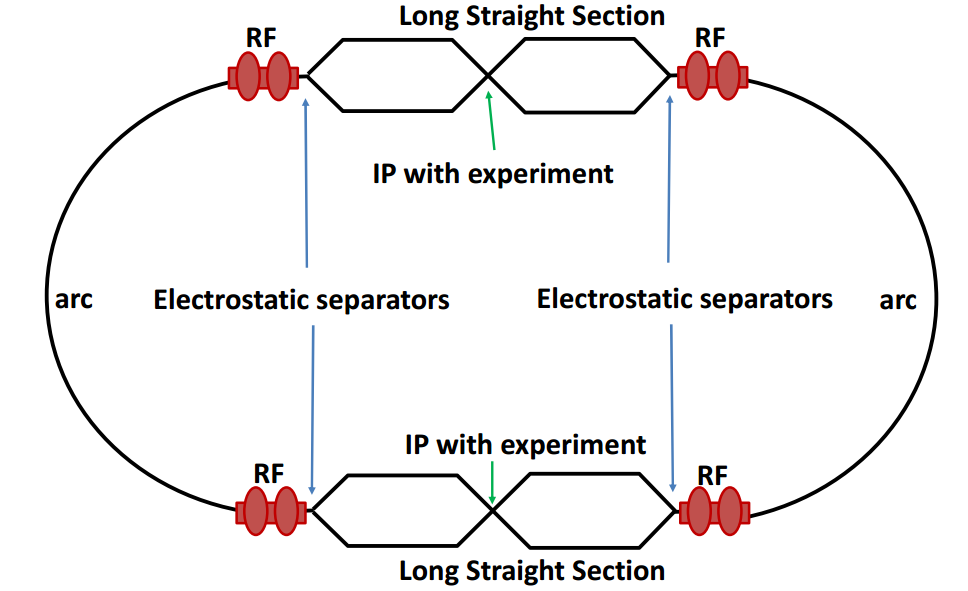 Long Straight Section
RF
RF
IP with experiment
arc
Electrostatic separators
Electrostatic separators
arc
IP with experiment
RF
RF
Long Straight Section